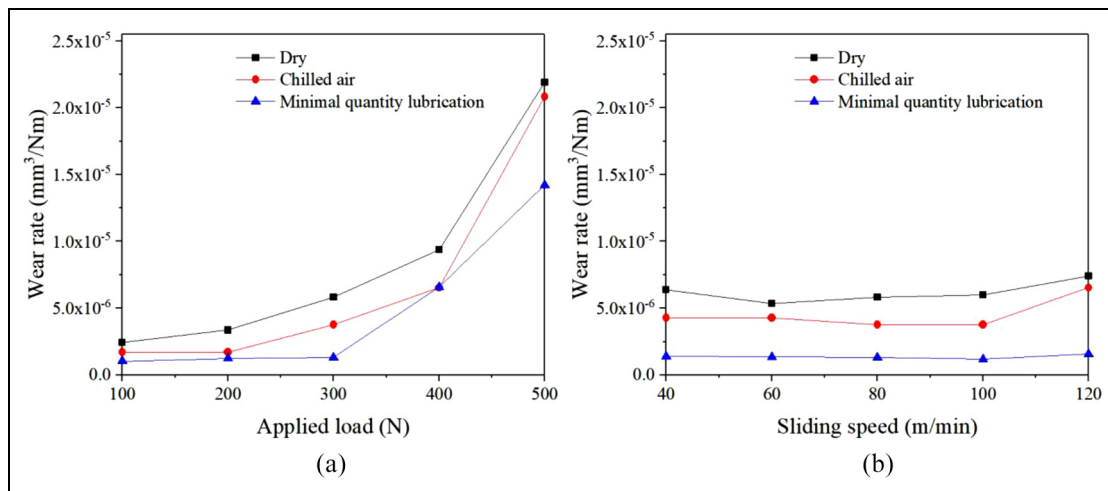 2.5x10⁻⁵
2.0x10⁻⁵
1.5x10⁻⁵
1.0x10⁻⁵
5.0x10⁻⁶
0.0
Wear rate (mm³/Nm)
Dry
Chilled air
Minimal quantity lubrication
100 200 300 400 500
Applied load (N)
(a)
2.5x10⁻⁵
2.0x10⁻⁵
1.5x10⁻⁵
1.0x10⁻⁵
5.0x10⁻⁶
0.0
Wear rate (mm³/Nm)
Dry
Chilled air
Minimal quantity lubrication
40 60 80 100 120
Sliding speed (m/min)
(b)